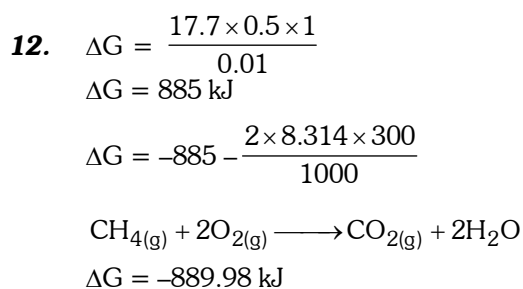 12. ΔG = 17.7×0.5×1 / 0.01
ΔG = 885 kJ
ΔG = –885 – 2×8.314×300 / 1000
CH4(g) + 2O2(g) ⟶ CO2(g) + 2H2O
ΔG = –889.98 kJ